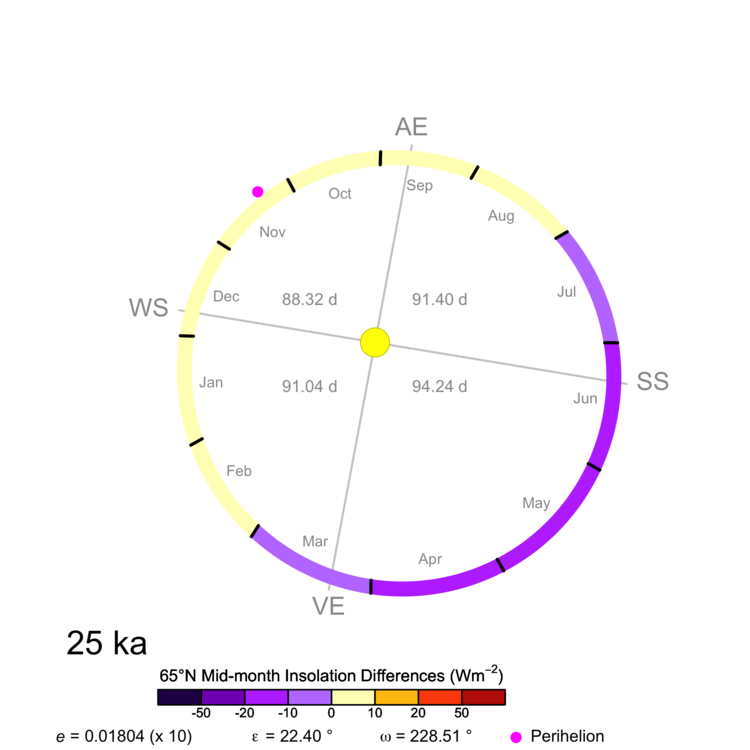 AE
Sep
Oct
Aug
Nov
Jul
Dec
88.32 d
91.40 d
WS
SS
Jan
91.04 d
94.24 d
Jun
Feb
May
Mar
Apr
VE
25 ka
65°N Mid-month Insolation Differences (Wm⁻²)
-50 -20 -10 0 10 20 50
e = 0.01804 (x 10) ε = 22.40 ° ω = 228.51 ° Perihelion